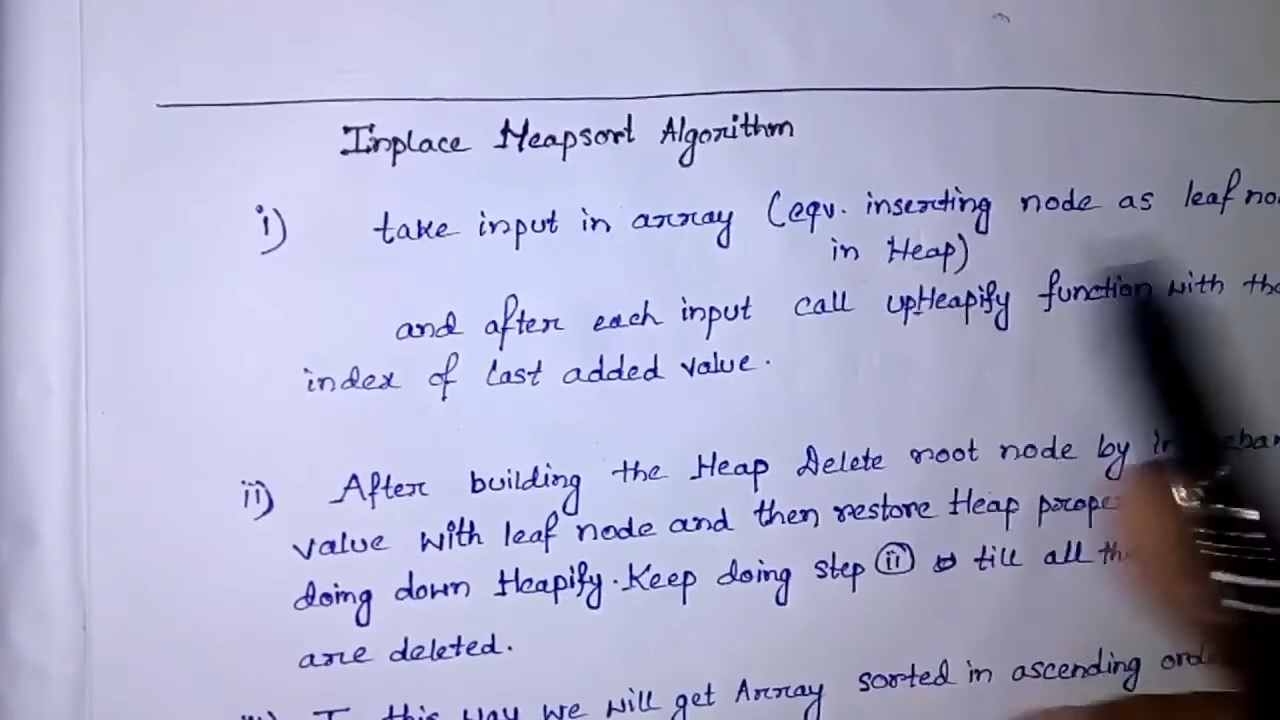 Inplace Heapsort Algorithm
i) take input in array (eqv. inserting node as leaf no
in Heap)
and after each input call upHeapify function with the
index of last added value.
ii) After building the Heap Delete root node by
value with leaf node and then restore Heap
doing down Heapify. Keep doing step (ii) till all
are deleted.
this way we will get Array sorted in ascending